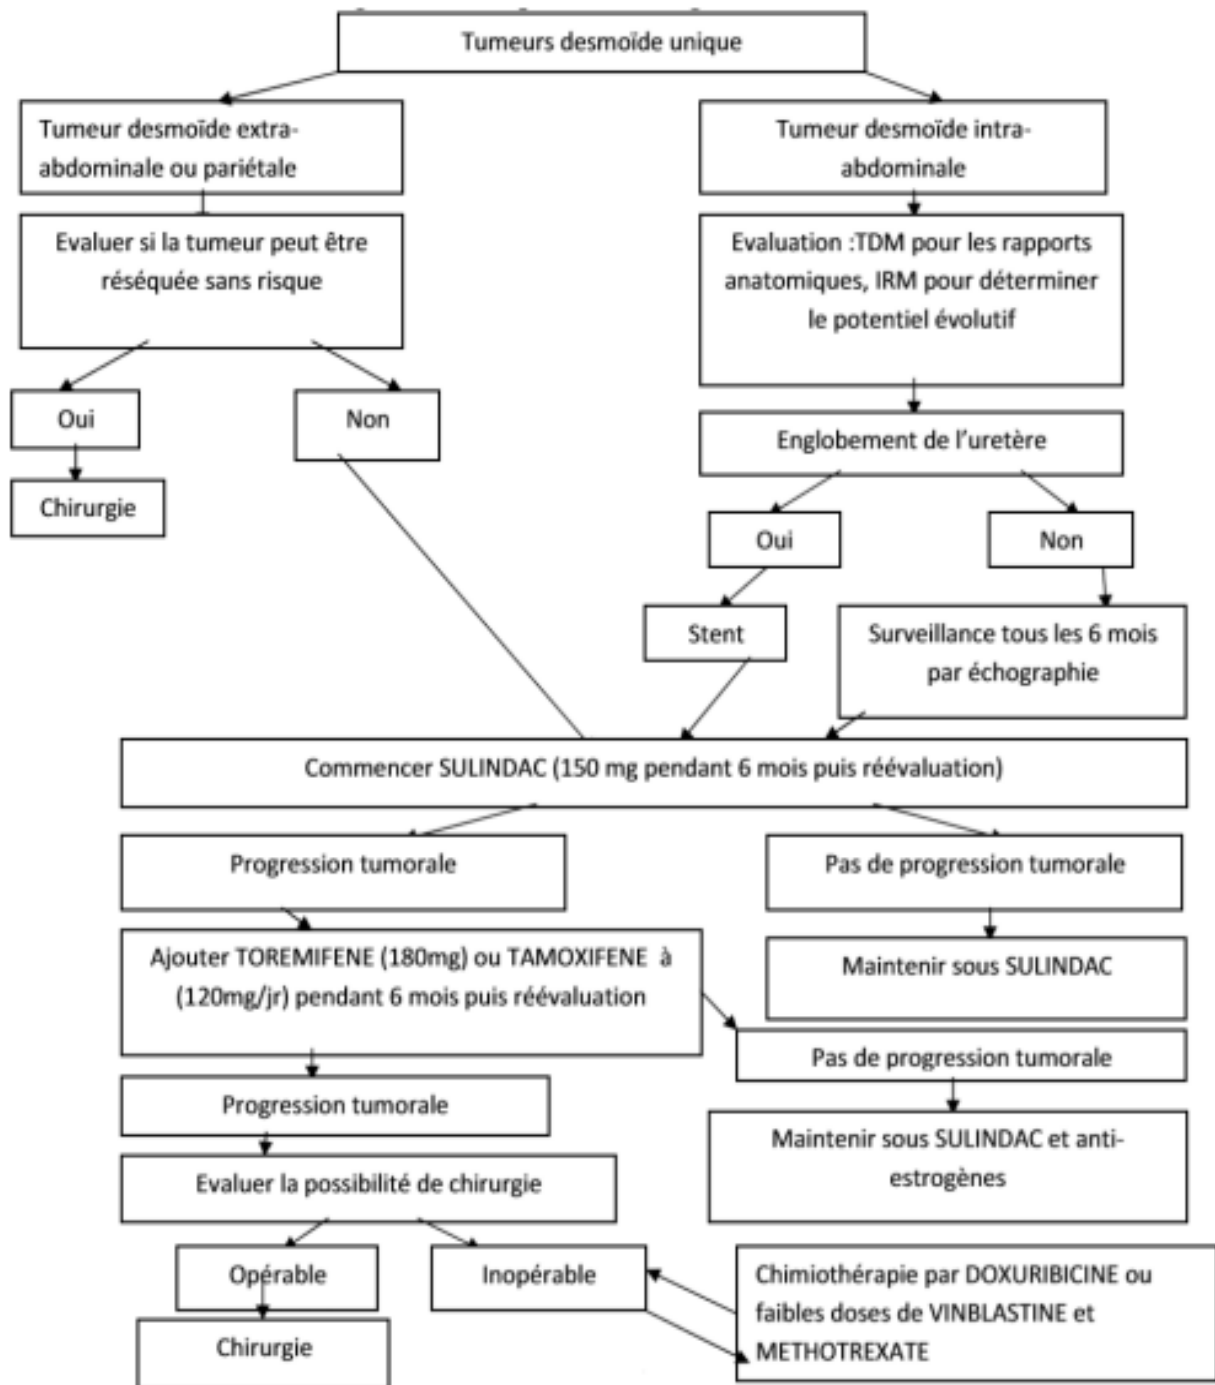 Tumeurs desmoïde unique
Tumeur desmoïde extra-
abdominale ou pariétale
Tumeur desmoïde intra-
abdominale
Evaluer si la tumeur peut être
réséquée sans risque
Evaluation :TDM pour les rapports
anatomiques, IRM pour déterminer
le potentiel évolutif
Oui
Non
Chirurgie
Englobement de l'uretère
Oui
Non
Stent
Surveillance tous les 6 mois
par échographie
Commencer SULINDAC (150 mg pendant 6 mois puis réévaluation)
Progression tumorale
Pas de progression tumorale
Ajouter TOREMIFENE (180mg) ou TAMOXIFENE à
(120mg/jr) pendant 6 mois puis réévaluation
Maintenir sous SULINDAC
Pas de progression tumorale
Progression tumorale
Maintenir sous SULINDAC et anti-
estrogènes
Evaluer la possibilité de chirurgie
Opérable
Inopérable
Chirurgie
Chimiothérapie par DOXURIBICINE ou
faibles doses de VINBLASTINE et
METHOTREXATE